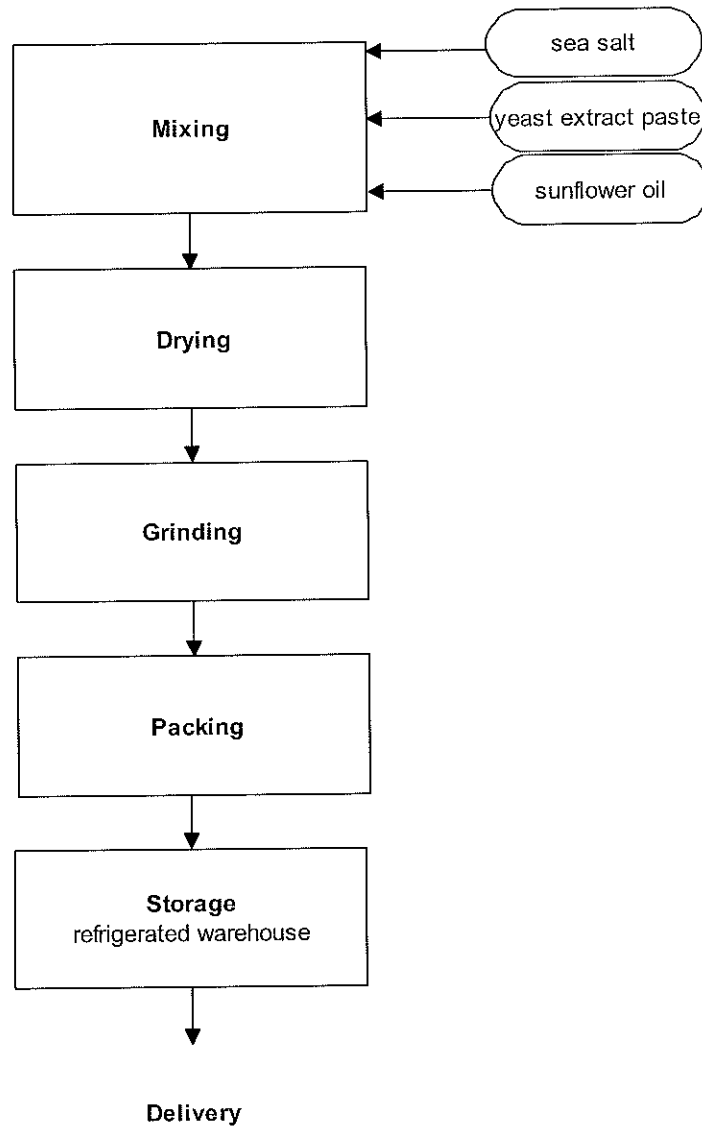 sea salt
Mixing
yeast extract paste
sunflower oil
Drying
Grinding
Packing
Storage
refrigerated warehouse
Delivery